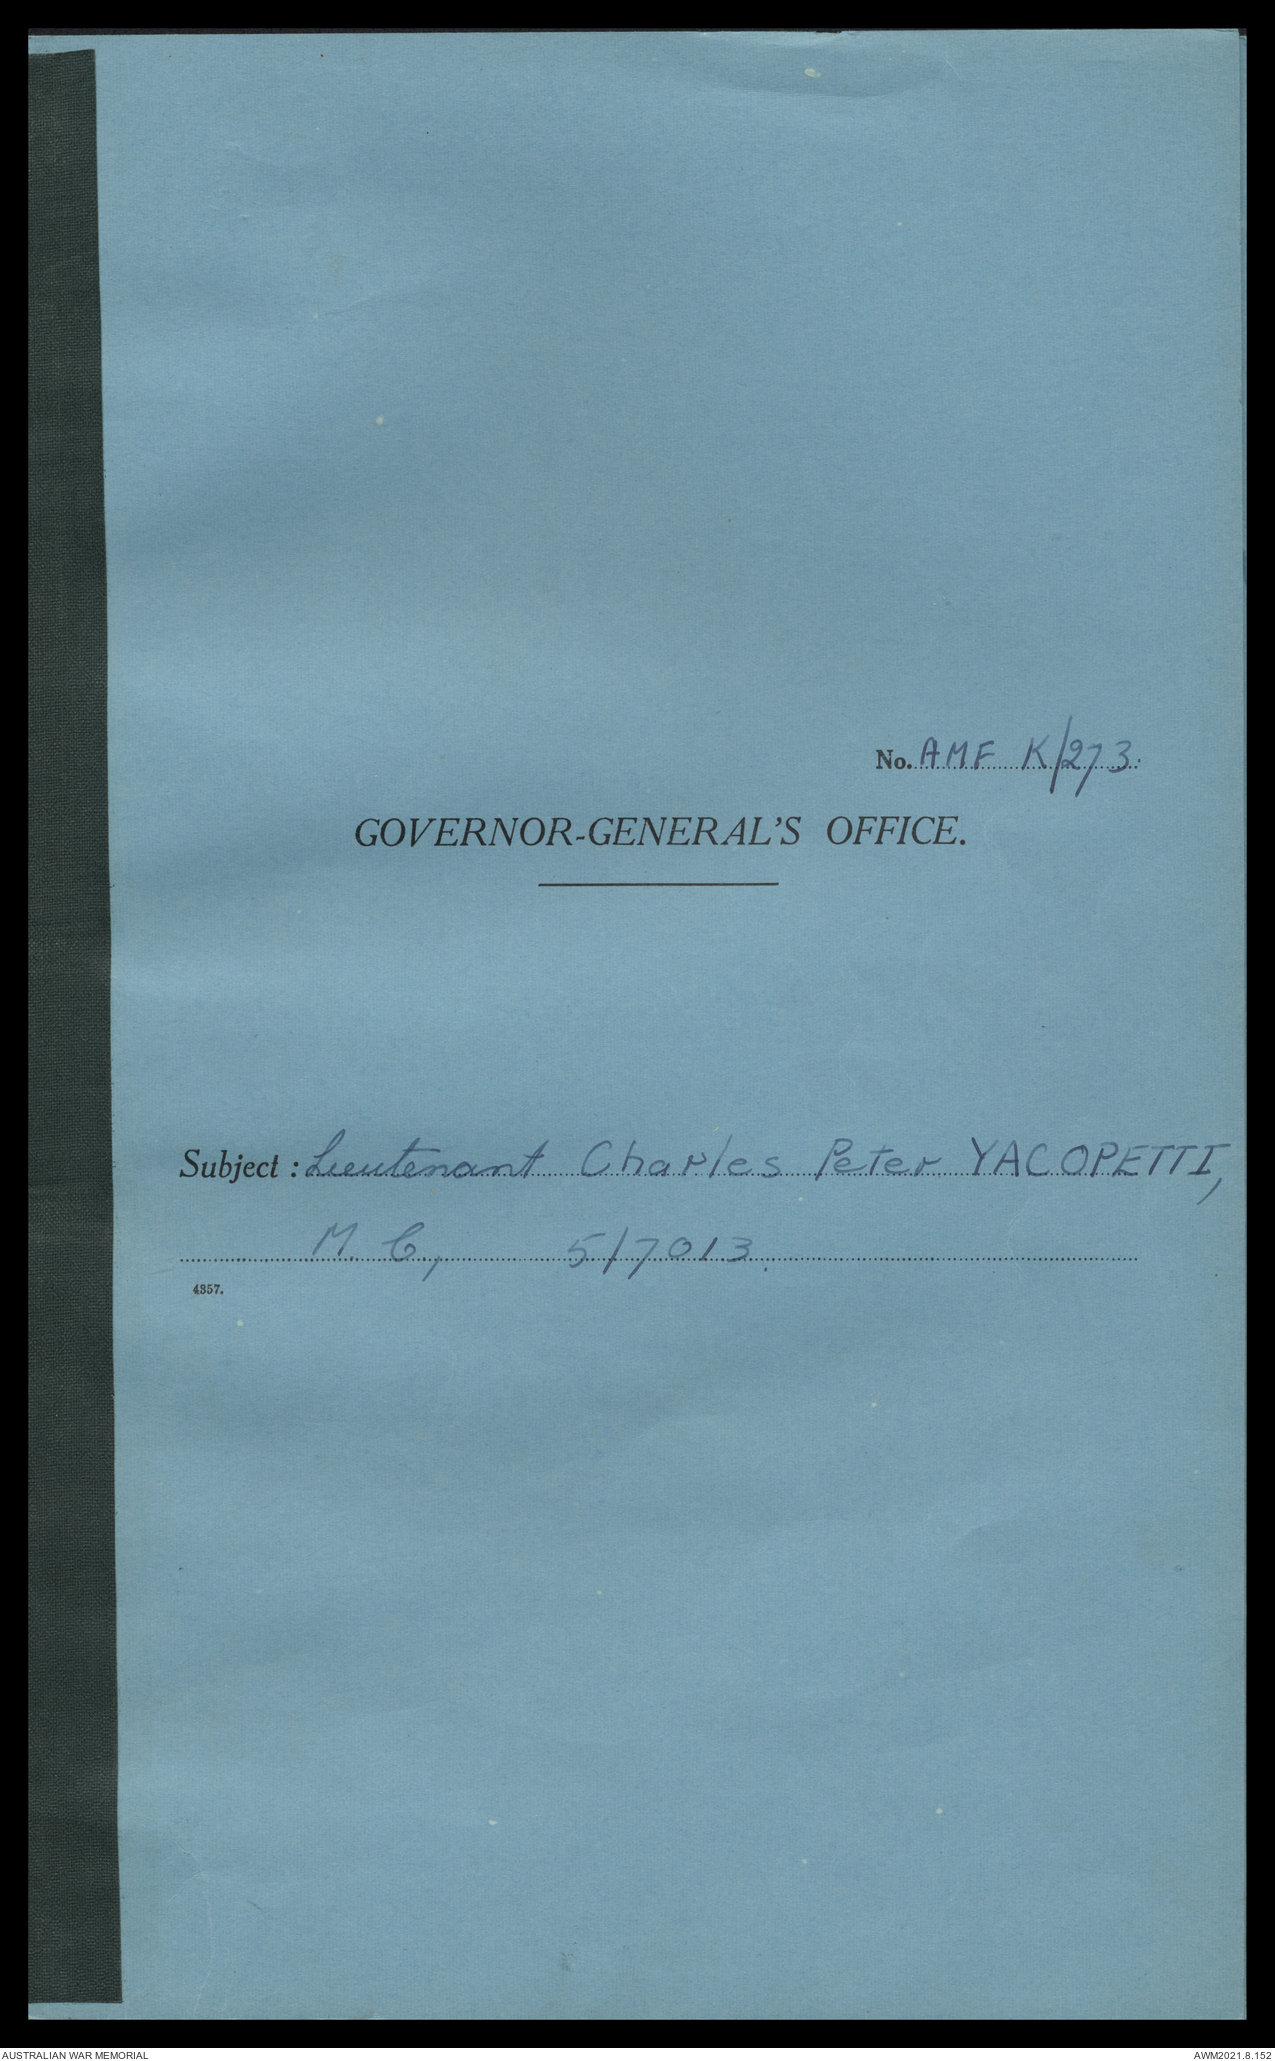 No. AMF K/273.
GOVERNOR-GENERAL'S OFFICE.
Subject : Lieutenant Charles Peter YACOPETTI,
M. C., 5/7013.
4357.
AUSTRALIAN WAR MEMORIAL AWM2021.8.152